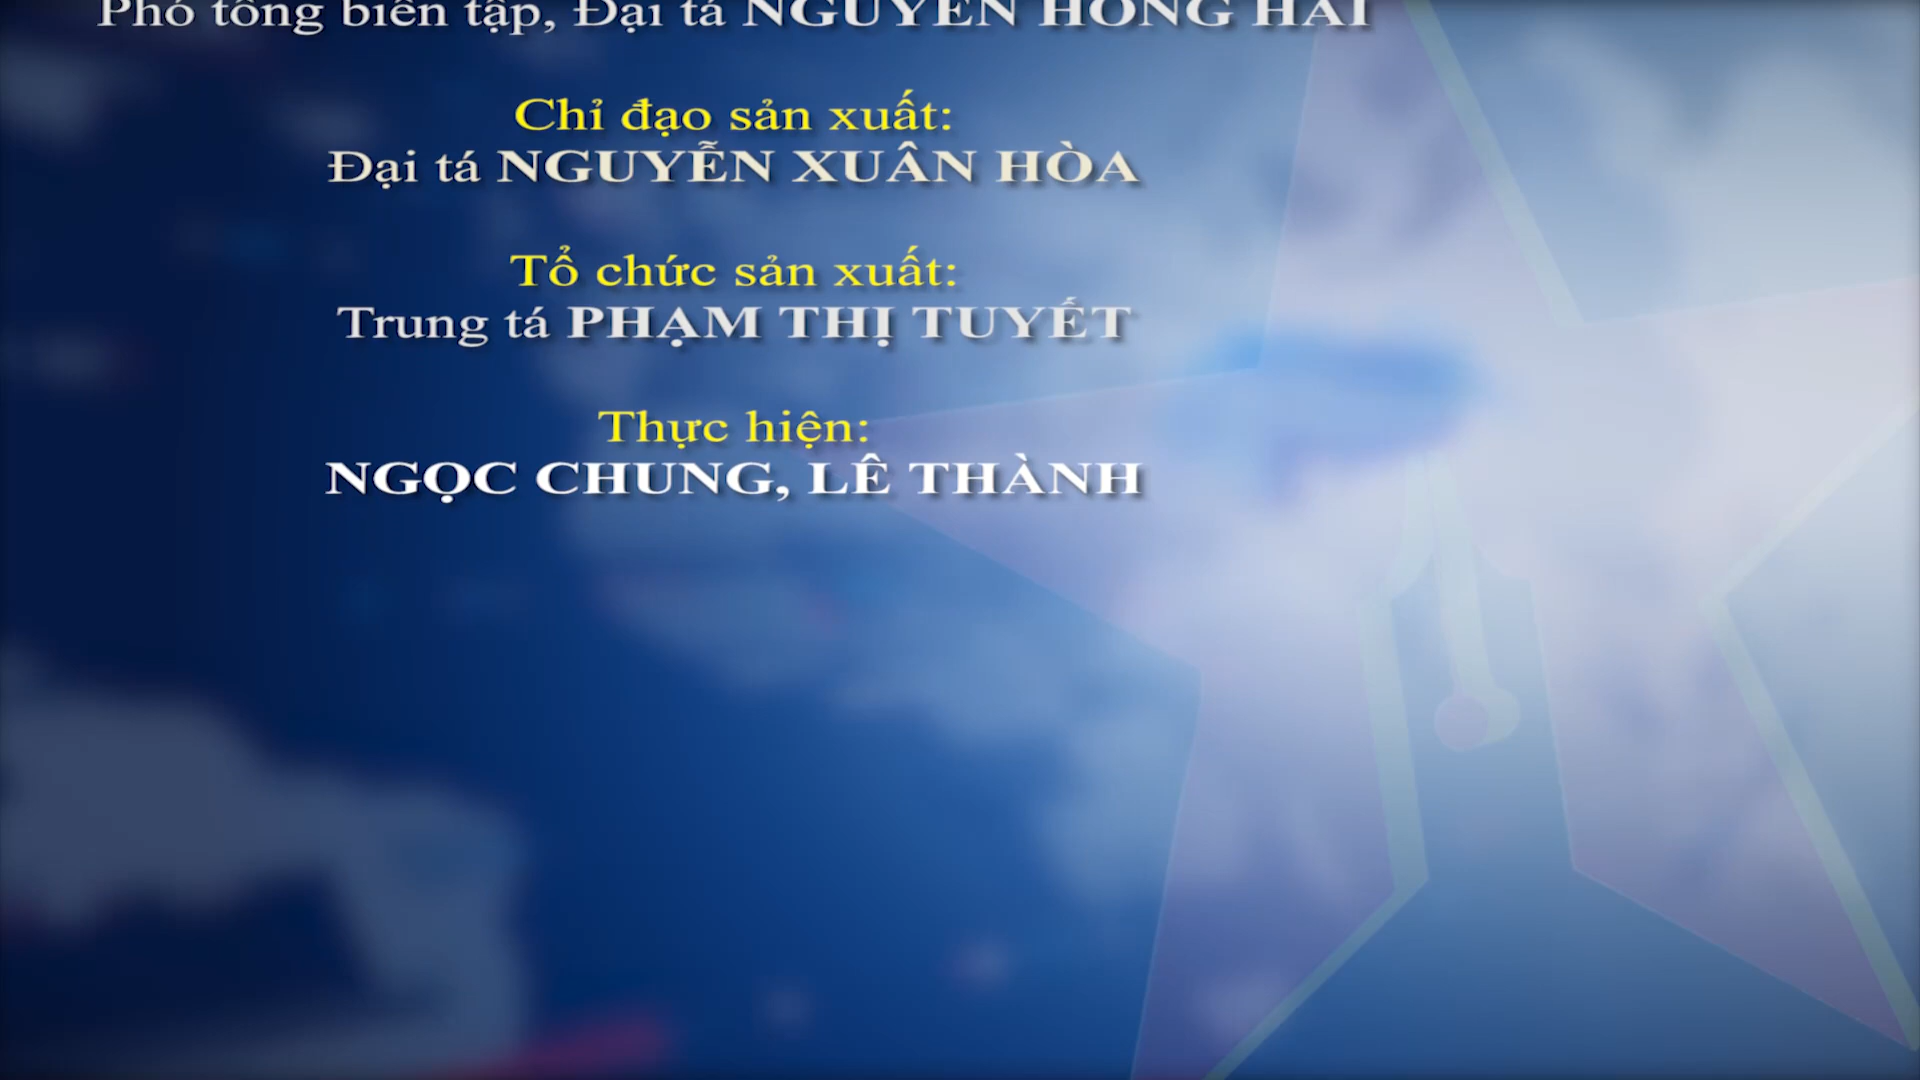 Phó tổng biên tập, Đại tá NGUYỄN HỒNG HẢI
Chỉ đạo sản xuất:
Đại tá NGUYỄN XUÂN HÒA
Tổ chức sản xuất:
Trung tá PHẠM THỊ TUYẾT
Thực hiện:
NGỌC CHUNG, LÊ THÀNH